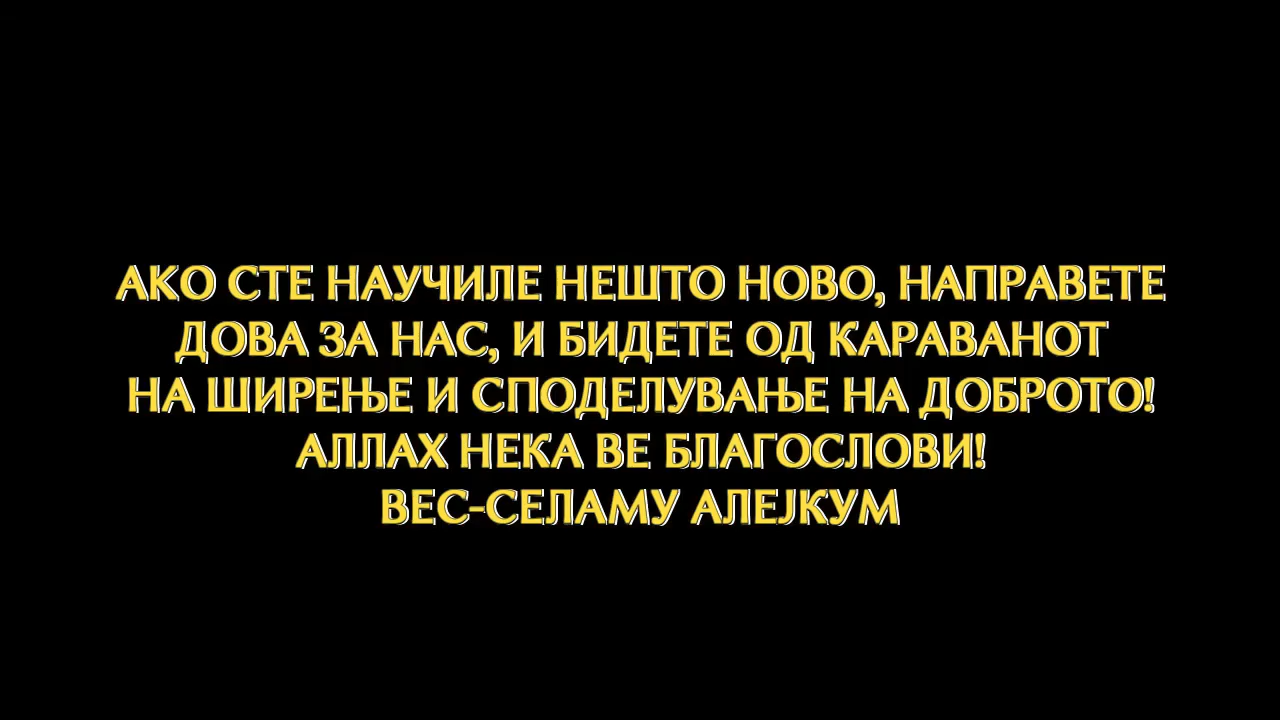 АКО СТЕ НАУЧИЛЕ НЕШТО НОВО, НАПРАВЕТЕ
ДОВА ЗА НАС, И БИДЕТЕ ОД КАРАВАНОТ
НА ШИРЕЊЕ И СПОДЕЛУВАЊЕ НА ДОБРОТО!
АЛЛАХ НЕКА ВЕ БЛАГОСЛОВИ!
ВЕС-СЕЛАМУ АЛЕЈКУМ